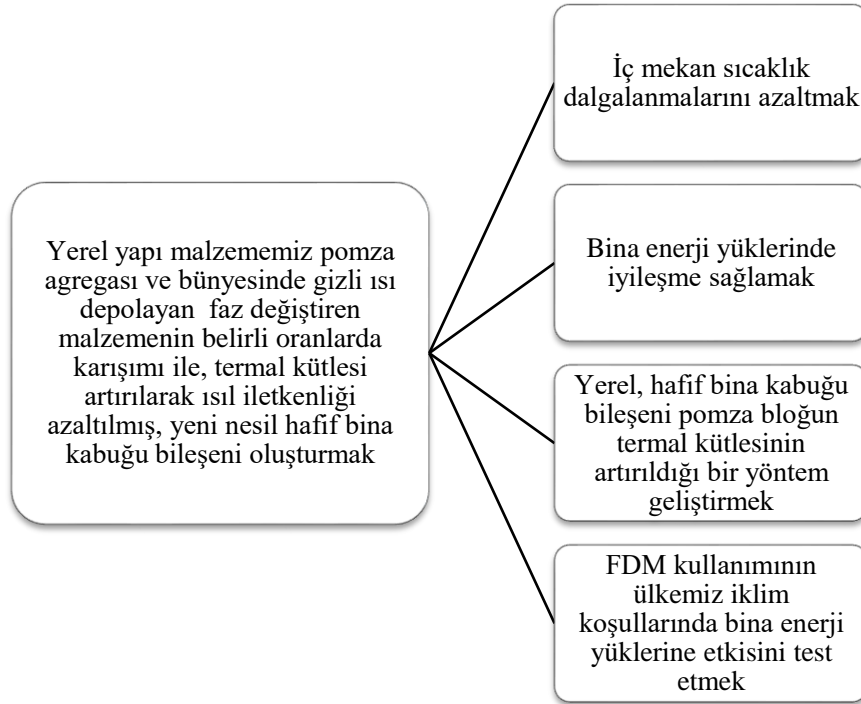 Yerel yapı malzememiz pomza
agregası ve bünyesinde gizli ısı
depolayan faz değiştiren
malzemenin belirli oranlarda
karışımı ile, termal kütlesi
artırılarak ısıl iletkenliği
azaltılmış, yeni nesil hafif bina
kabuğu bileşeni oluşturmak
İç mekan sıcaklık
dalgalanmalarını azaltmak
Bina enerji yüklerinde
iyileşme sağlamak
Yerel, hafif bina kabuğu
bileşeni pomza bloğun
termal kütlesinin
artırıldığı bir yöntem
geliştirmek
FDM kullanımının
ülkemiz iklim
koşullarında bina enerji
yüklerine etkisini test
etmek